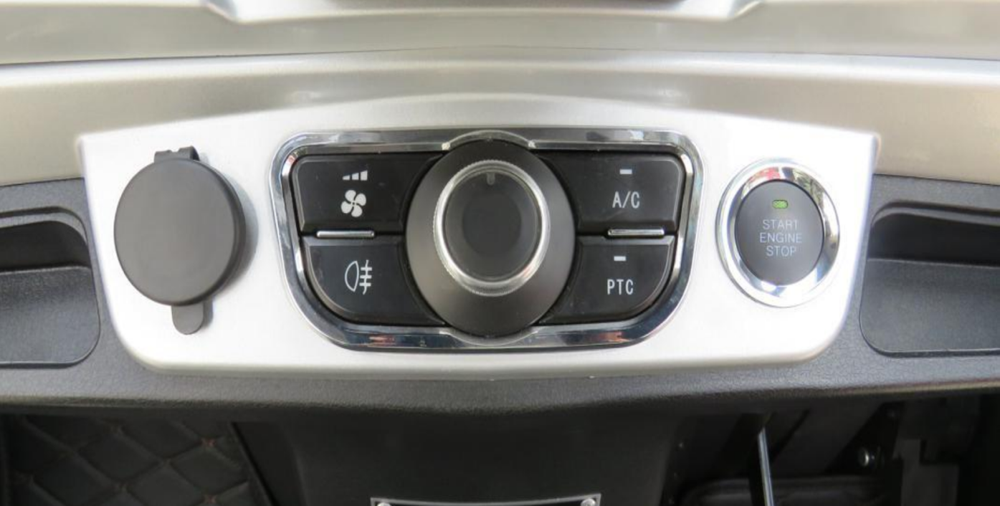 A/C
PTC
START
ENGINE
STOP